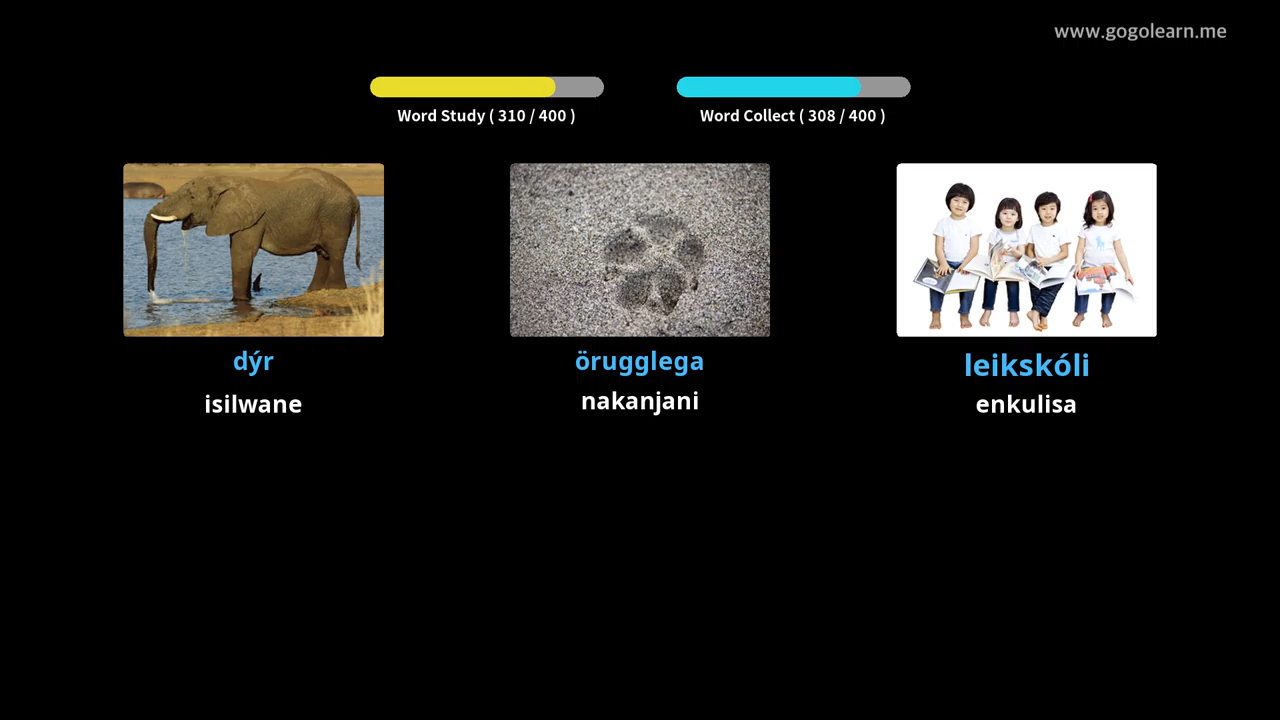 www.gogolearn.me
Word Study ( 310 / 400 )
Word Collect ( 308 / 400 )
dýr
isilwane
örugglega
nakanjani
leikskóli
enkulisa